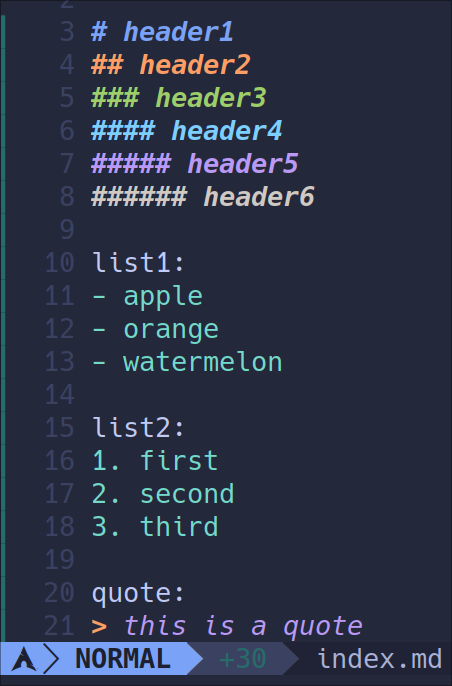 2
3 # header1
4 ## header2
5 ### header3
6 #### header4
7 ##### header5
8 ###### header6
9
10 list1:
11 - apple
12 - orange
13 - watermelon
14
15 list2:
16 1. first
17 2. second
18 3. third
19
20 quote:
21 > this is a quote
NORMAL +30 index.md